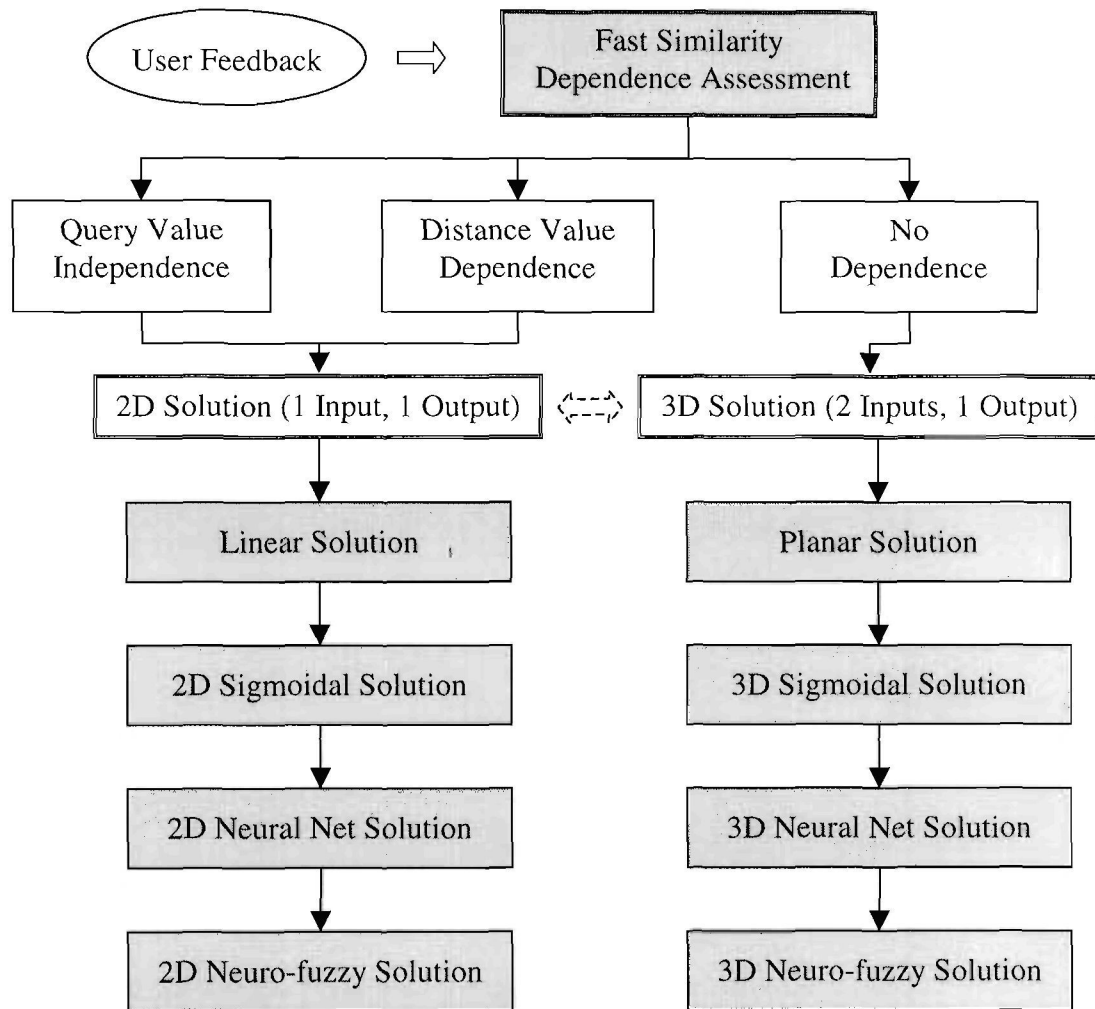 User Feedback
Fast Similarity
Dependence Assessment
Query Value
Independence
Distance Value
Dependence
No
Dependence
2D Solution (1 Input, 1 Output)
3D Solution (2 Inputs, 1 Output)
Linear Solution
Planar Solution
2D Sigmoidal Solution
3D Sigmoidal Solution
2D Neural Net Solution
3D Neural Net Solution
2D Neuro-fuzzy Solution
3D Neuro-fuzzy Solution